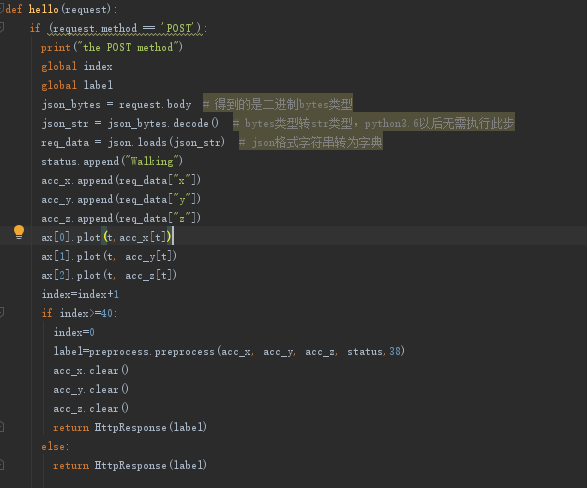 def hello(request):
    if (request.method == 'POST'):
        print("the POST method")
        global index
        global label
        json_bytes = request.body  # 得到的是二进制bytes类型
        json_str = json_bytes.decode()  # bytes类型转str类型，python3.6以后无需执行此步
        req_data = json.loads(json_str)  # json格式字符串转为字典
        status.append("Walking")
        acc_x.append(req_data["x"])
        acc_y.append(req_data["y"])
        acc_z.append(req_data["z"])
        ax[0].plot(t,acc_x[t])
        ax[1].plot(t, acc_y[t])
        ax[2].plot(t, acc_z[t])
        index=index+1
        if index>=40:
            index=0
            label=preprocess.preprocess(acc_x, acc_y, acc_z, status,38)
            acc_x.clear()
            acc_y.clear()
            acc_z.clear()
            return HttpResponse(label)
        else:
            return HttpResponse(label)